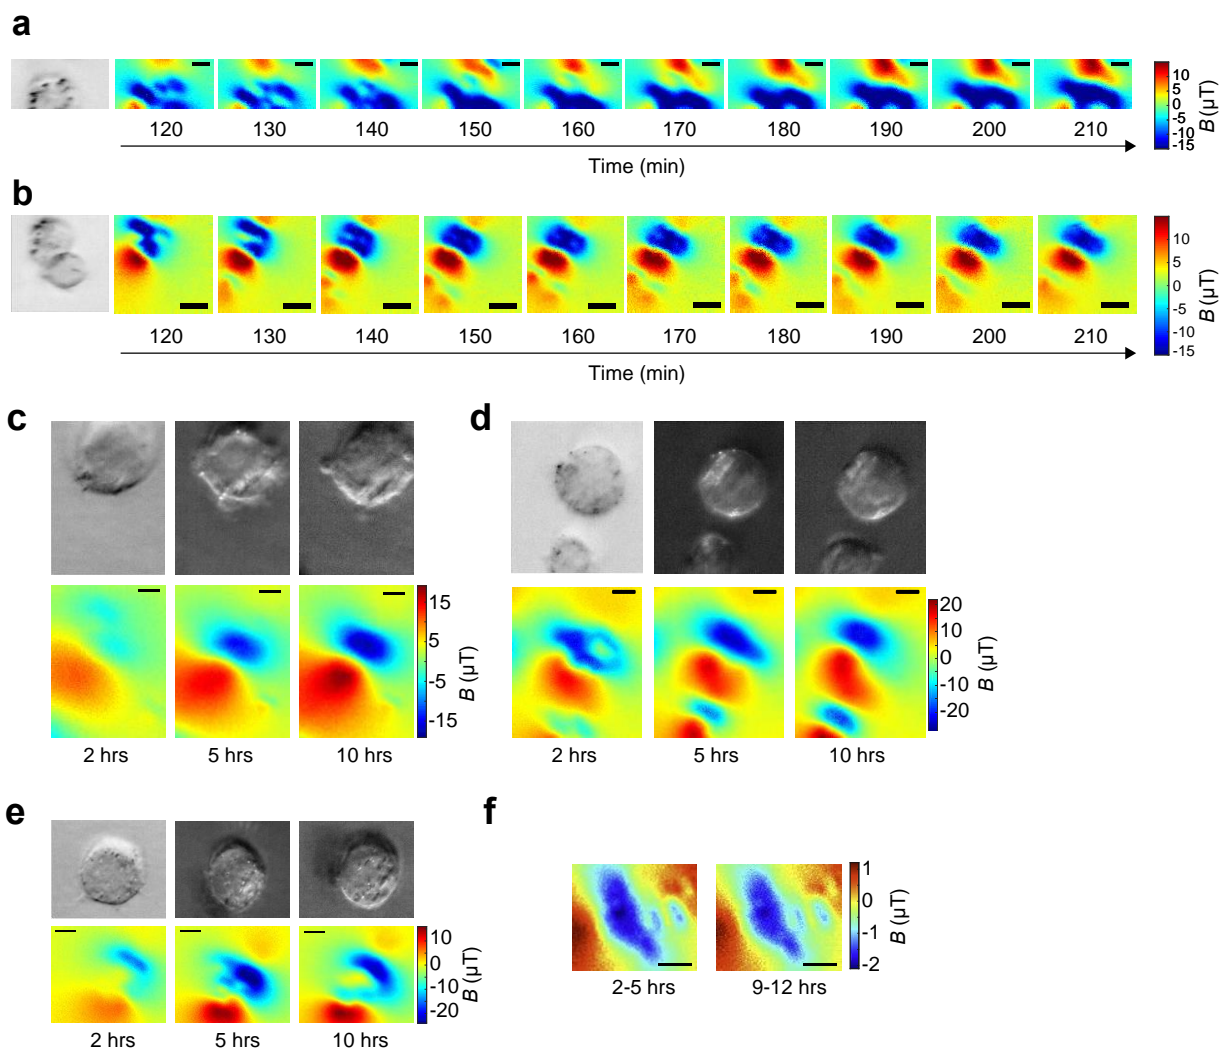 a
10
5
0
-5
-10
-15
B (μT)
120 130 140 150 160 170 180 190 200 210
Time (min)
b
10
5
0
-5
-10
-15
B (μT)
120 130 140 150 160 170 180 190 200 210
Time (min)
c
15
5
-5
-15
B (μT)
2 hrs 5 hrs 10 hrs
d
20
10
0
-10
-20
B (μT)
2 hrs 5 hrs 10 hrs
e
10
0
-10
-20
B (μT)
2 hrs 5 hrs 10 hrs
f
1
0
-1
-2
B (μT)
2-5 hrs 9-12 hrs